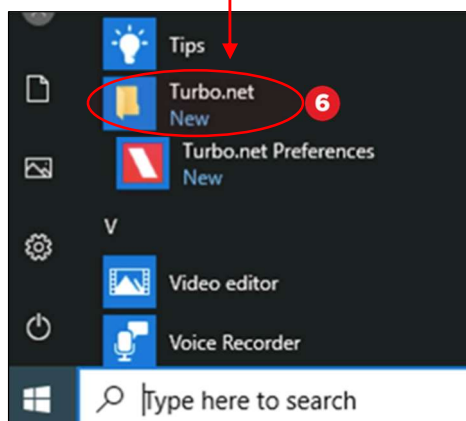 Tips
Turbo.net
New
6
Turbo.net Preferences
New
V
Video editor
Voice Recorder
Type here to search